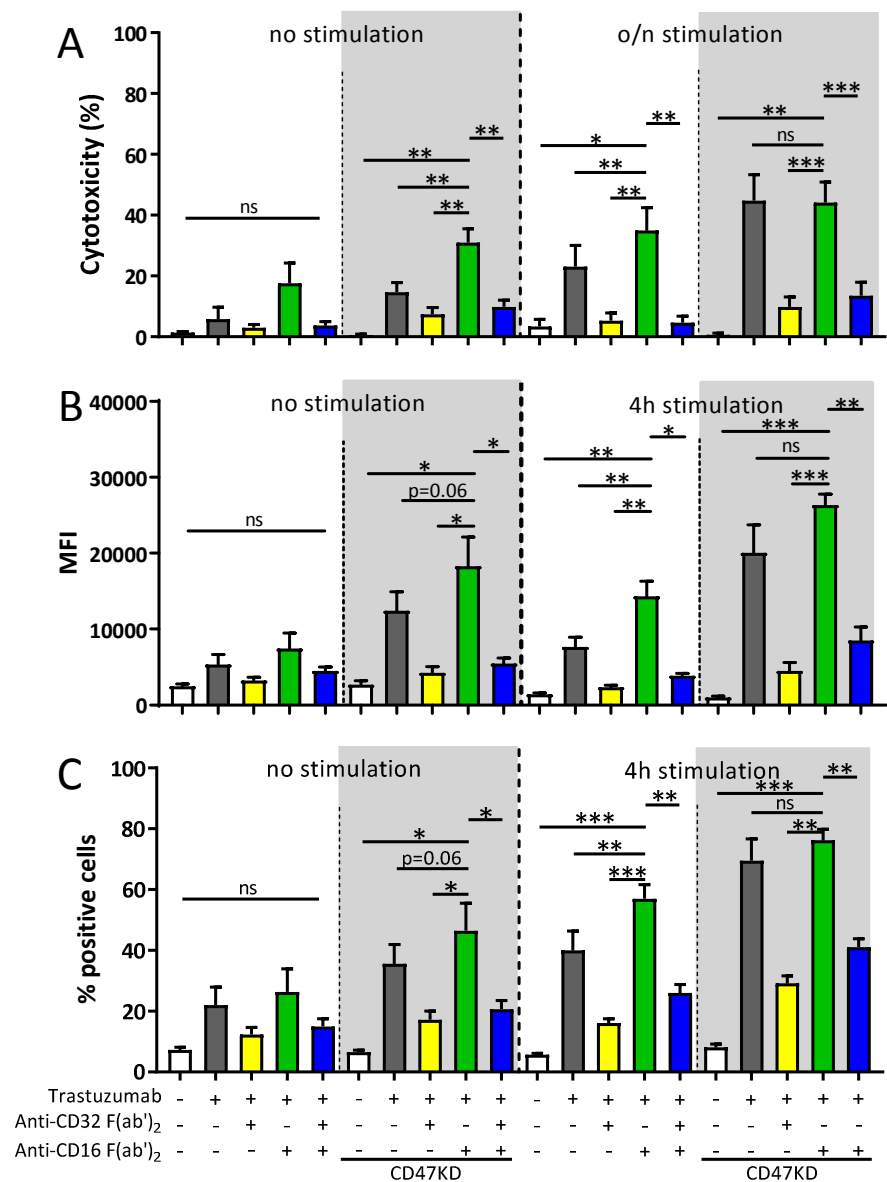 A
no stimulation
o/n stimulation
Cytotoxicity (%)
100
80
60
40
20
0
ns
**
**
**
**
*
**
**
**
**
ns
***
***
B
no stimulation
4h stimulation
MFI
40000
30000
20000
10000
0
ns
*
p=0.06
*
*
**
**
**
*
***
ns
***
**
C
no stimulation
4h stimulation
% positive cells
100
80
60
40
20
0
ns
*
p=0.06
*
*
***
**
***
**
***
ns
**
**
Trastuzumab - + + + + - + + + + - + + + + - + + + +
Anti-CD32 F(ab')₂ - - + - + - - + - + - - + - + - - + - +
Anti-CD16 F(ab')₂ - - - + + - - - + + - - - + + - - - + +
CD47KD CD47KD